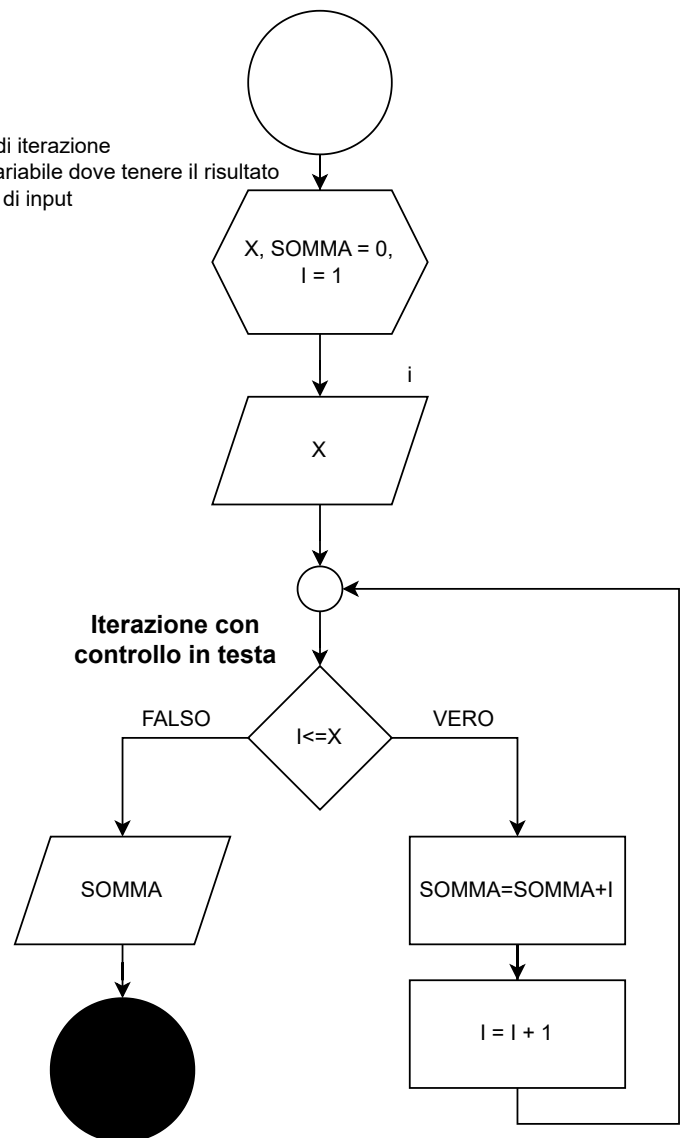 di iterazione
ariabile dove tenere il risultato
di input
X, SOMMA = 0,
I = 1
i
X
Iterazione con
controllo in testa
FALSO
I<=X
VERO
SOMMA
SOMMA=SOMMA+I
I = I + 1